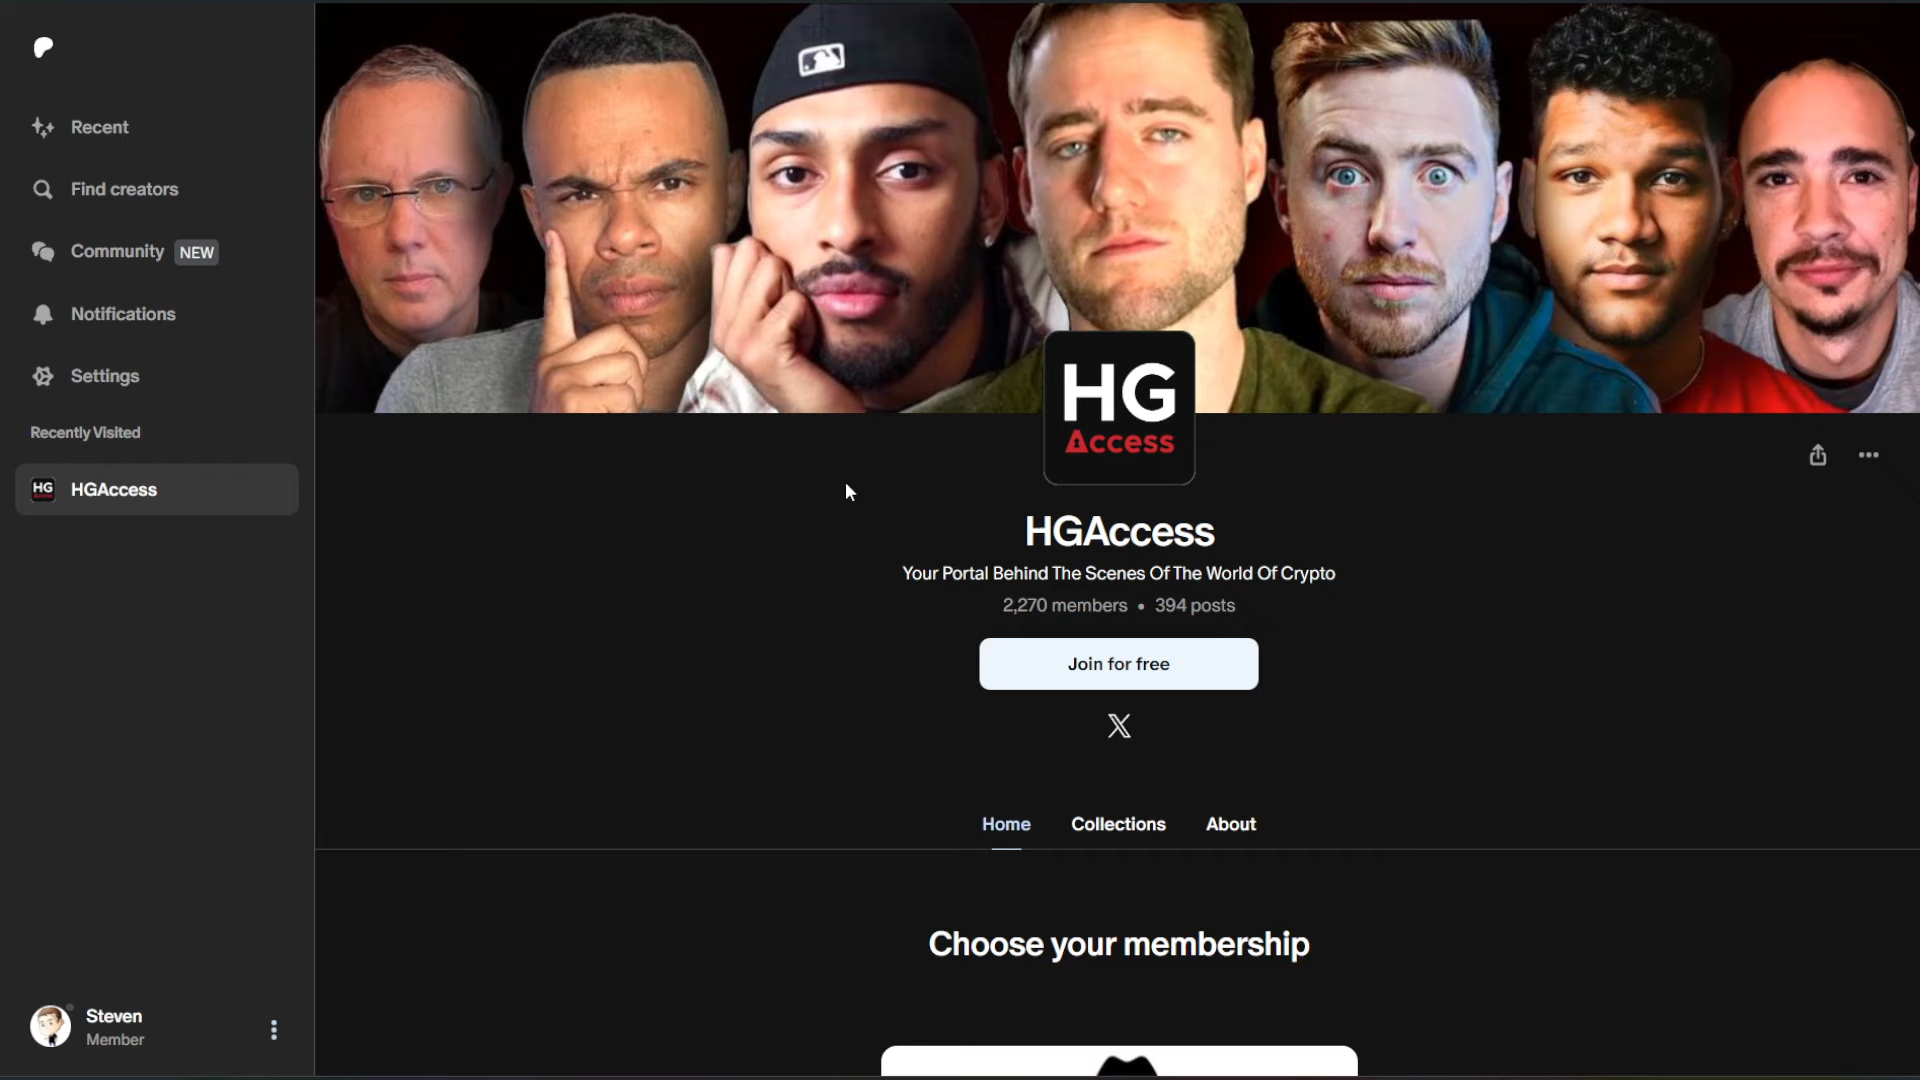 Recent
Find creators
Community NEW
Notifications
Settings
Recently Visited
HG HGAccess
Steven
Member
HG
Access
HGAccess
Your Portal Behind The Scenes Of The World Of Crypto
2,270 members • 394 posts
Join for free
Home Collections About
Choose your membership